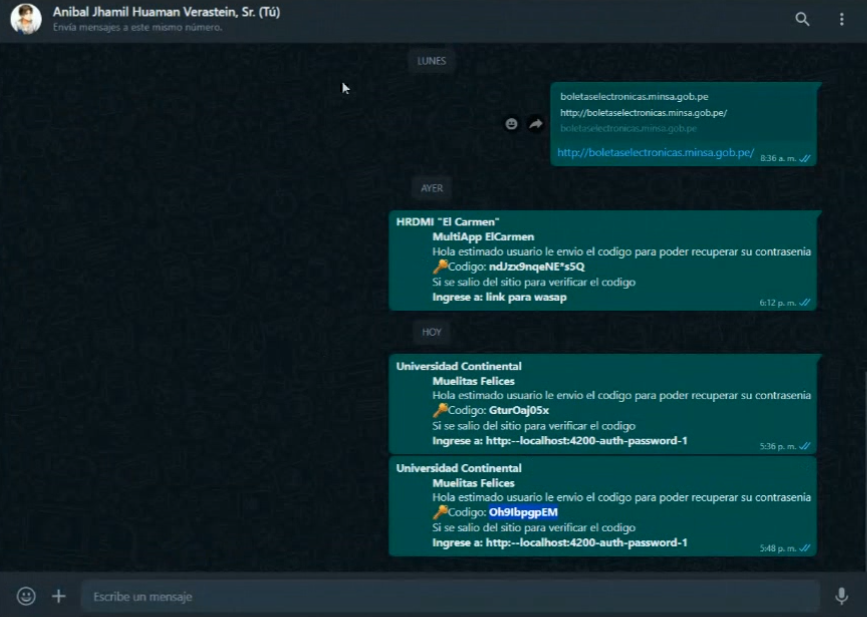 Anibal Jhamil Huaman Verastein, Sr. (Tú)
Envía mensajes a este mismo número.
LUNES
boletaselectronicas.minsa.gob.pe
http://boletaselectronicas.minsa.gob.pe/
boletaselectronicas.minsa.gob.pe
http://boletaselectronicas.minsa.gob.pe/
8:36 a. m.
AYER
HRDMI "El Carmen"
MultiApp ElCarmen
Hola estimado usuario le envio el codigo para poder recuperar su contrasenia
Codigo: ndJzx9nqeNE*s5Q
Si se salio del sitio para verificar el codigo
Ingrese a: link para wasap
6:12 p. m.
HOY
Universidad Continental
Muelitas Felices
Hola estimado usuario le envio el codigo para poder recuperar su contrasenia
Codigo: GturOaj05x
Si se salio del sitio para verificar el codigo
Ingrese a: http:--localhost:4200-auth-password-1
5:36 p. m.
Universidad Continental
Muelitas Felices
Hola estimado usuario le envio el codigo para poder recuperar su contrasenia
Codigo: Oh9IbpgpEM
Si se salio del sitio para verificar el codigo
Ingrese a: http:--localhost:4200-auth-password-1
5:48 p. m.
Escribe un mensaje